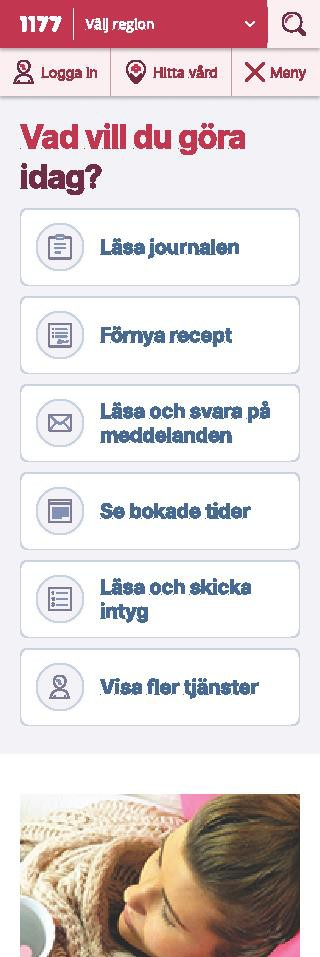 1177 Välj region
Logga in Hitta vård Meny
Vad vill du göra
idag?
Läsa journalen
Förnya recept
Läsa och svara på
meddelanden
Se bokade tider
Läsa och skicka
intyg
Visa fler tjänster